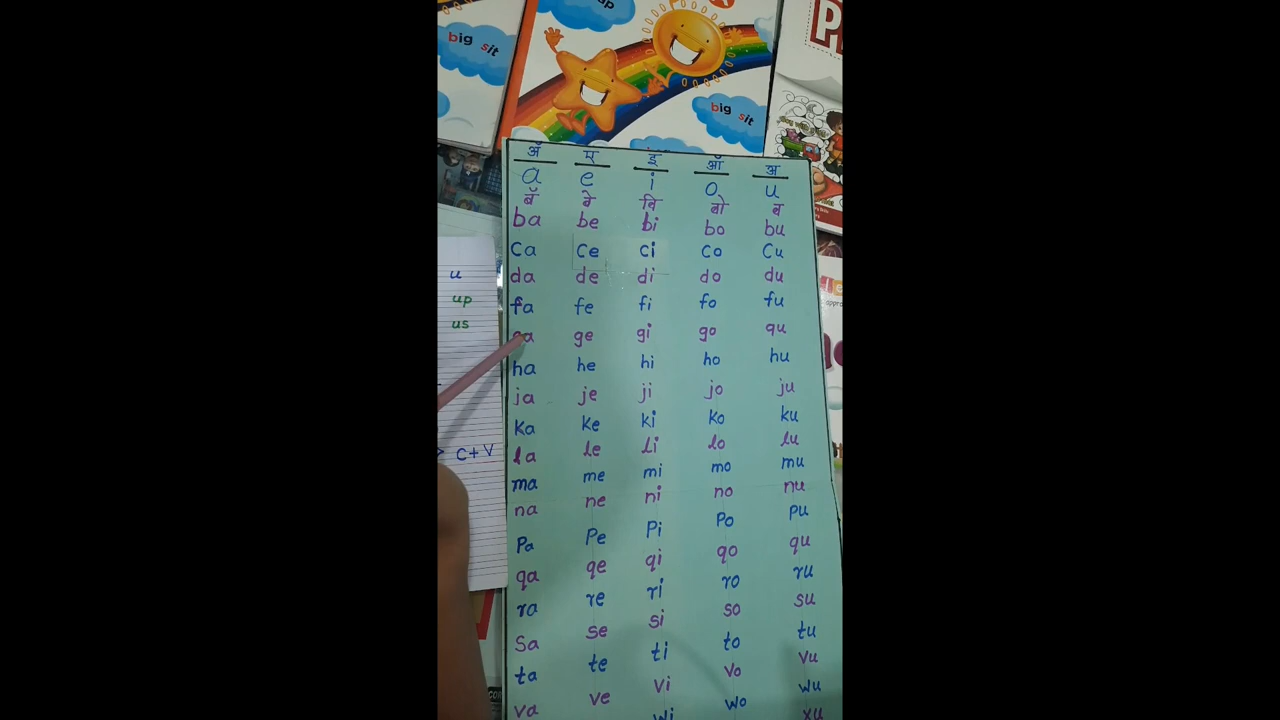 up
big sit
big sit
P
अॅ ए इ ऑ अ
a e i o u
बॅ बे बि बो ब
ba be bi bo bu
Ca Ce Ci Co Cu
da de di do du
fa fe fi fo fu
ga ge gi go qu
ha he hi ho hu
ja je ji jo ju
Ka Ke Ki Ko Ku
la le li lo lu
ma me mi mo mu
na ne ni no nu
Pa Pe Pi Po Pu
qa qe qi qo qu
ra re ri ro ru
Sa se si so su
ta te ti to tu
va ve vi vo vu
wi wo wu
xu
u
up
us
C+V